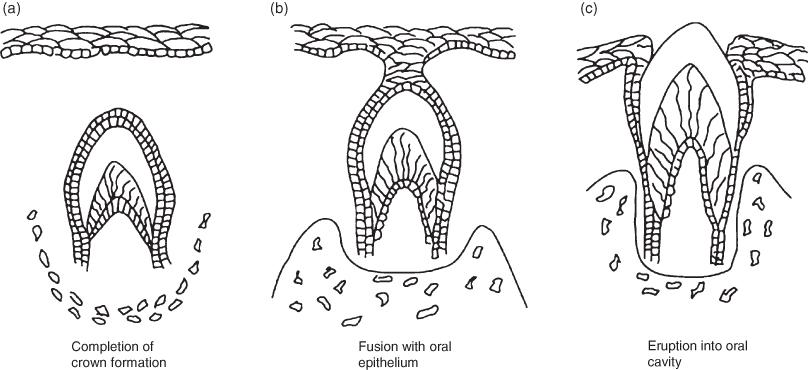 (a)
(b)
(c)
Completion of
crown formation
Fusion with oral
epithelium
Eruption into oral
cavity